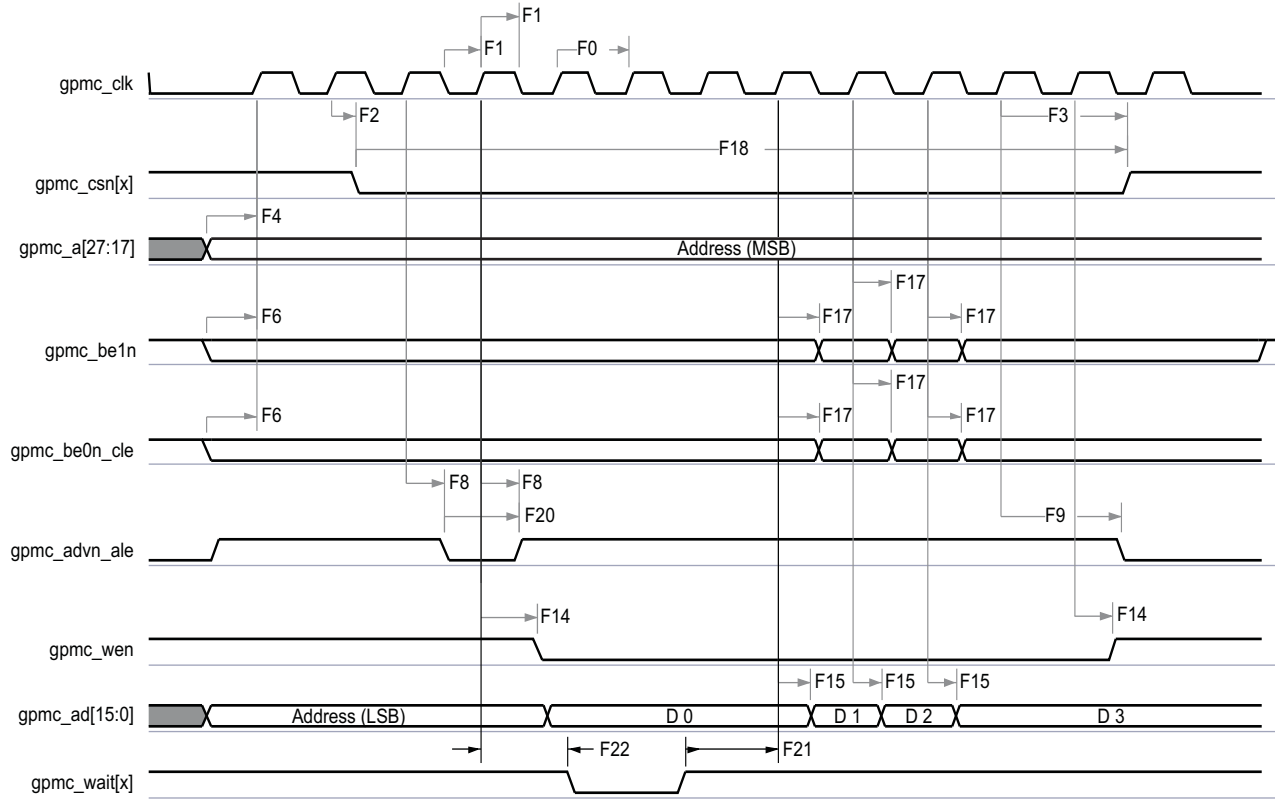 F1
F1 F0
gpmc_clk
F2 F3
F18
gpmc_csn[x]
F4
gpmc_a[27:17] Address (MSB)
F17
F6 F17 F17
gpmc_be1n
F17
F6 F17 F17
gpmc_be0n_cle
F8 F8
F20 F9
gpmc_advn_ale
F14 F14
gpmc_wen
F15 F15 F15
gpmc_ad[15:0] Address (LSB) D 0 D 1 D 2 D 3
F22 F21
gpmc_wait[x]